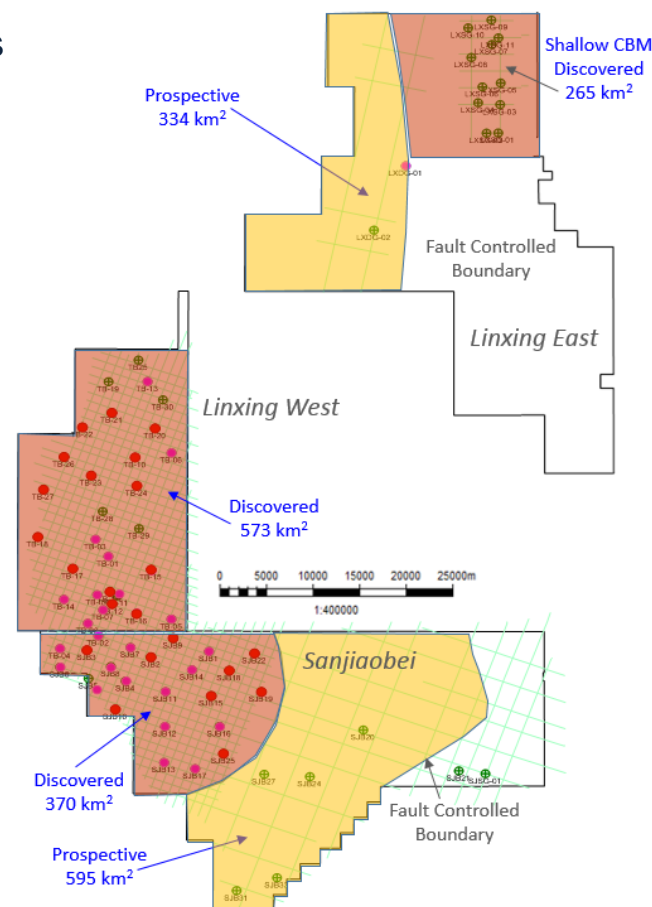 s
LXSG-09
LXSG-10
LXSG-07
LXSG-08
LXSG-03
LXSG-01
Shallow CBM
Discovered
265 km²
Prospective
334 km²
LXDG-01
LXDG-02
Fault Controlled
Boundary
Linxing East
Linxing West
TB-19
TB-13
TB-30
TB-21
TB-22
TB-20
TB-06
TB-26
TB-23
TB-24
TB-27
Discovered
573 km²
TB-28
TB-29
TB-18
TB-03
TB-01
TB-17
TB-15
TB-14
TB-07
TB-16
TB-05
0 5000 10000 15000 20000 25000m
1:400000
TB-02
TB-04
SJB3
SJB7
SJB2
SJB9
SJB1
SJB22
Sanjiaobei
SJB8
SJB14
SJB18
SJB4
SJB11
SJB15
SJB19
SJB10
SJB12
SJB16
SJB20
SJB13
SJB17
SJB25
SJB27
SJB24
SJB21
SJSG-01
Discovered
370 km²
Fault Controlled
Boundary
Prospective
595 km²
SJB31